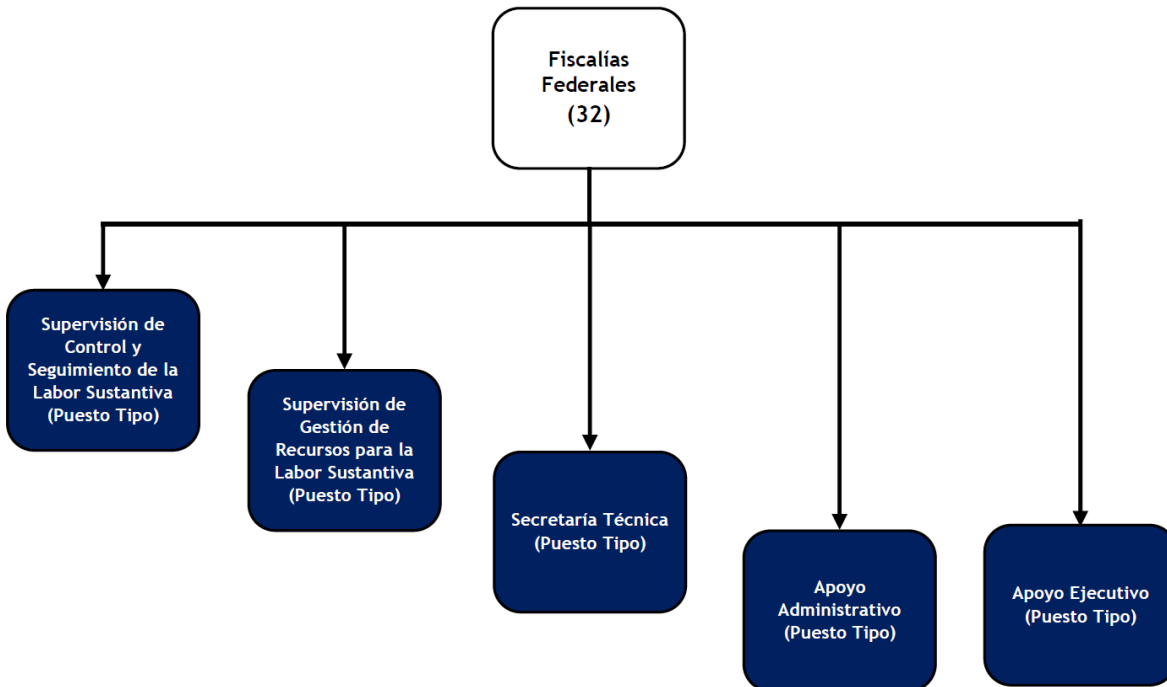 Fiscalías
Federales
(32)
Supervisión de
Control y
Seguimiento de la
Labor Sustantiva
(Puesto Tipo)
Supervisión de
Gestión de
Recursos para la
Labor Sustantiva
(Puesto Tipo)
Secretaría Técnica
(Puesto Tipo)
Apoyo
Administrativo
(Puesto Tipo)
Apoyo Ejecutivo
(Puesto Tipo)